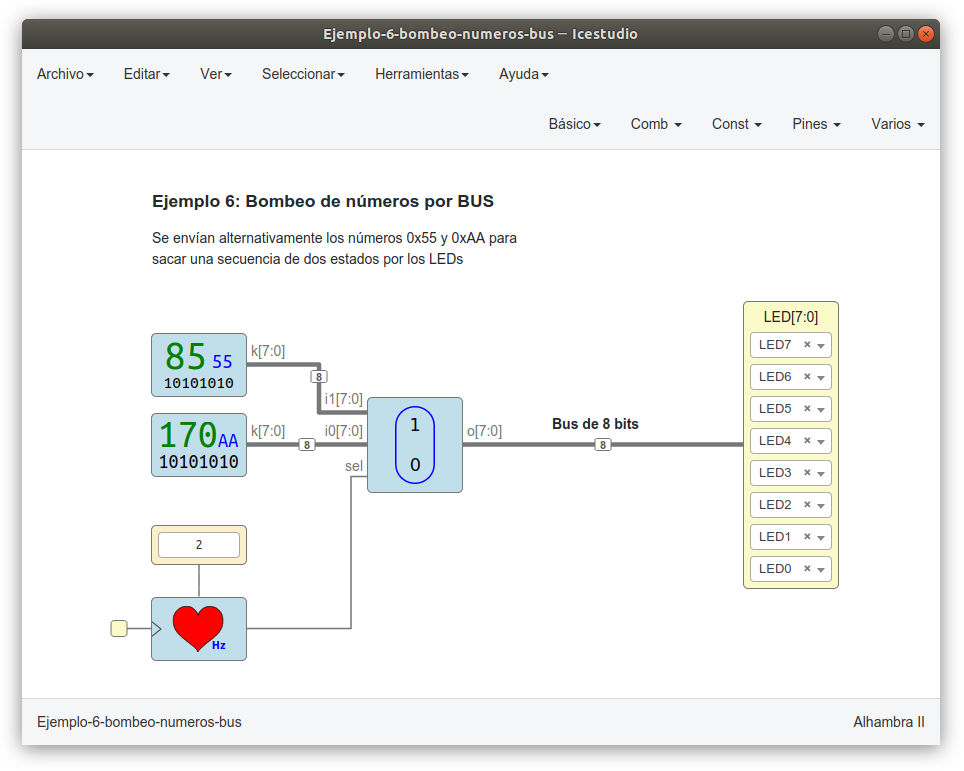 Ejemplo-6-bombeo-numeros-bus — Icestudio
Archivo Editar Ver Seleccionar Herramientas Ayuda
Básico Comb Const Pines Varios
Ejemplo 6: Bombeo de números por BUS
Se envían alternativamente los números 0x55 y 0xAA para
sacar una secuencia de dos estados por los LEDs
LED[7:0]
LED7 ×
LED6 ×
LED5 ×
LED4 ×
LED3 ×
LED2 ×
LED1 ×
LED0 ×
85 55
10101010
k[7:0]
8
i1[7:0]
170 AA
10101010
k[7:0]
8
i0[7:0]
sel
1
0
o[7:0]
Bus de 8 bits
8
2
Hz
Ejemplo-6-bombeo-numeros-bus
Alhambra II